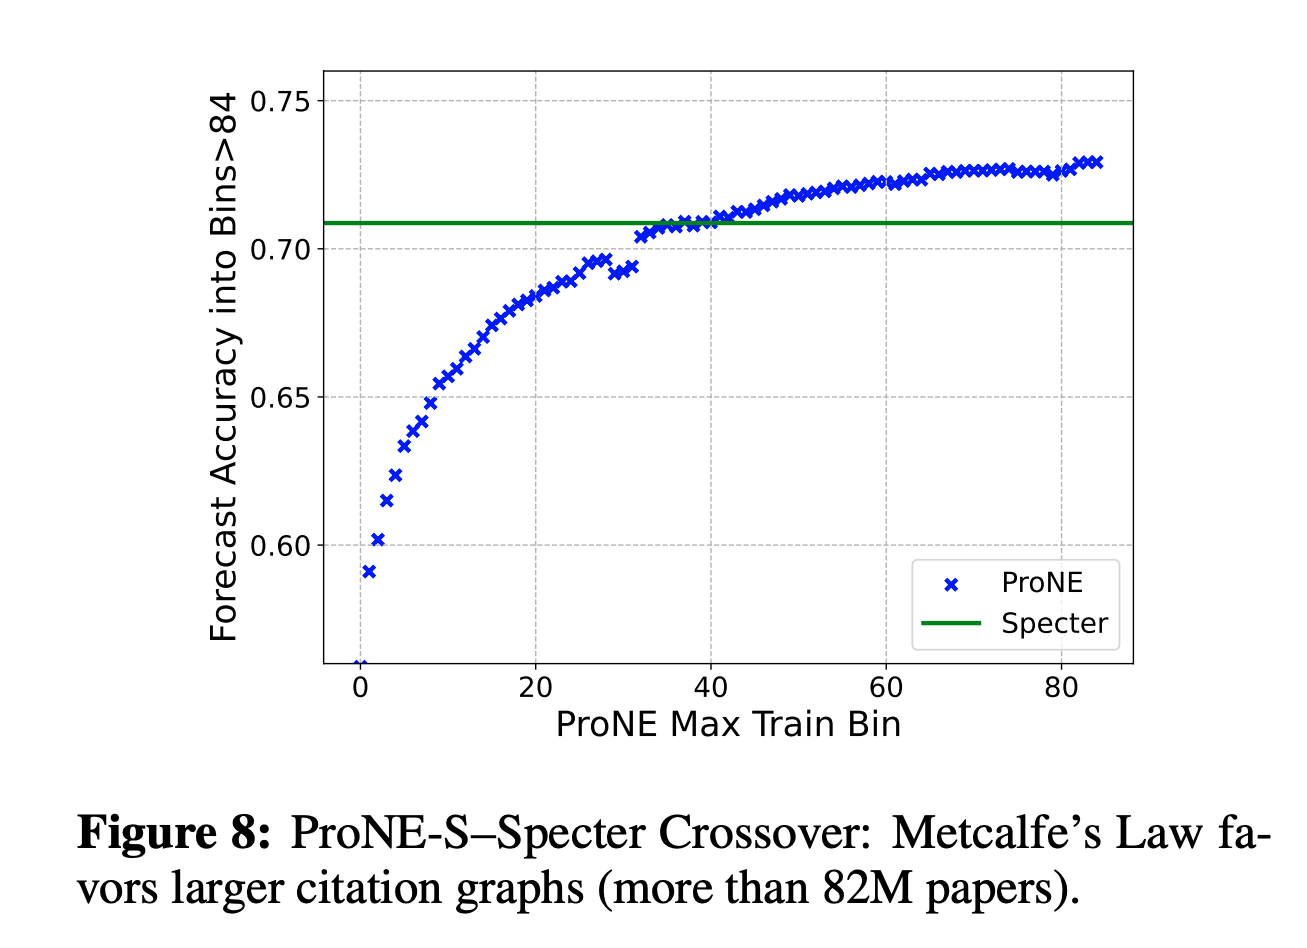 Forecast Accuracy into Bins>84
0.75
0.70
0.65
0.60
ProNE
Specter
0
20
40
60
80
ProNE Max Train Bin
Figure 8: ProNE-S–Specter Crossover: Metcalfe's Law fa-
vors larger citation graphs (more than 82M papers).